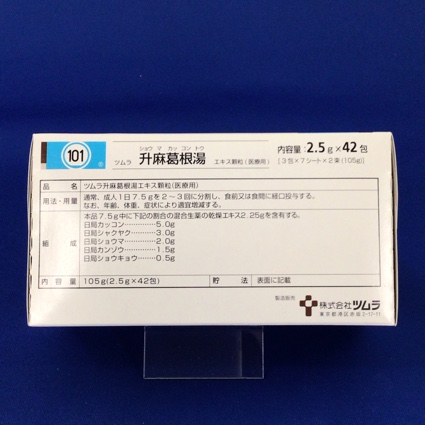 101
ショウ マ カッ コン トウ
ツムラ 升麻葛根湯 エキス顆粒(医療用)
内容量:2.5g×42包
[3包×7シート×2束(105g)]
品 名 ツムラ升麻葛根湯エキス顆粒(医療用)
用法・用量 通常、成人1日7.5gを2~3回に分割し、食前又は食間に経口投与する。
なお、年齢、体重、症状により適宜増減する。
組 成 本品7.5g中に下記の割合の混合生薬の乾燥エキス2.25gを含有する。
日局カッコン………5.0g
日局シャクヤク……3.0g
日局ショウマ………2.0g
日局カンゾウ………1.5g
日局ショウキョウ…0.5g
内 容 量 105g(2.5g×42包) 貯 法 表面に記載
製造販売
株式会社ツムラ
東京都港区赤坂2-17-11